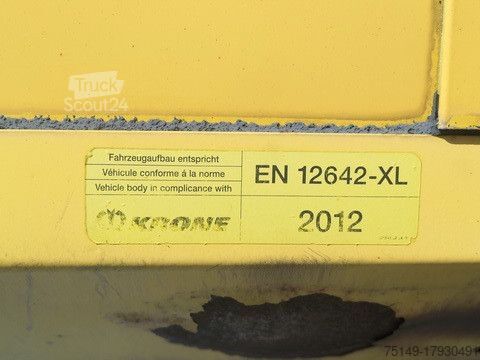 Truck
Scout24
Fahrzeugaufbau entspricht
Véhicule conforme á la norme
Vehicle body in complicance with
KRONE
EN 12642-XL
2012
75149-17930491